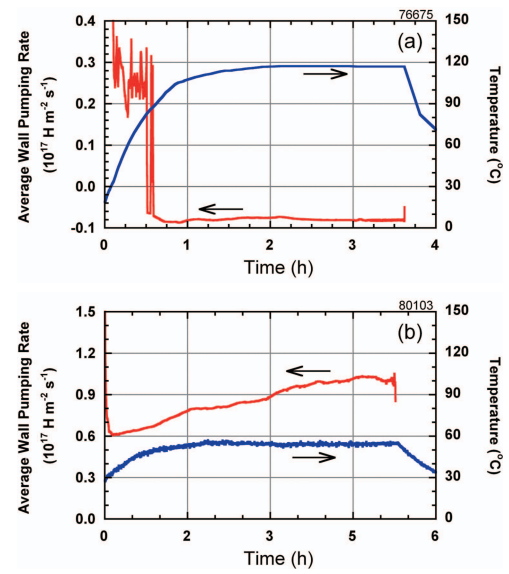 76675
0.4 150
0.3 120
0.2 90
0.1 60
0.0 30
-0.1 0
0 1 2 3 4
Time (h)
Average Wall Pumping Rate
(10¹⁷ H m⁻² s⁻¹)
Temperature (°C)
(a)
80103
1.5 150
1.2 120
0.9 90
0.6 60
0.3 30
0.0 0
0 2 3 5 6
Time (h)
Average Wall Pumping Rate
(10¹⁷ H m⁻² s⁻¹)
Temperature (°C)
(b)